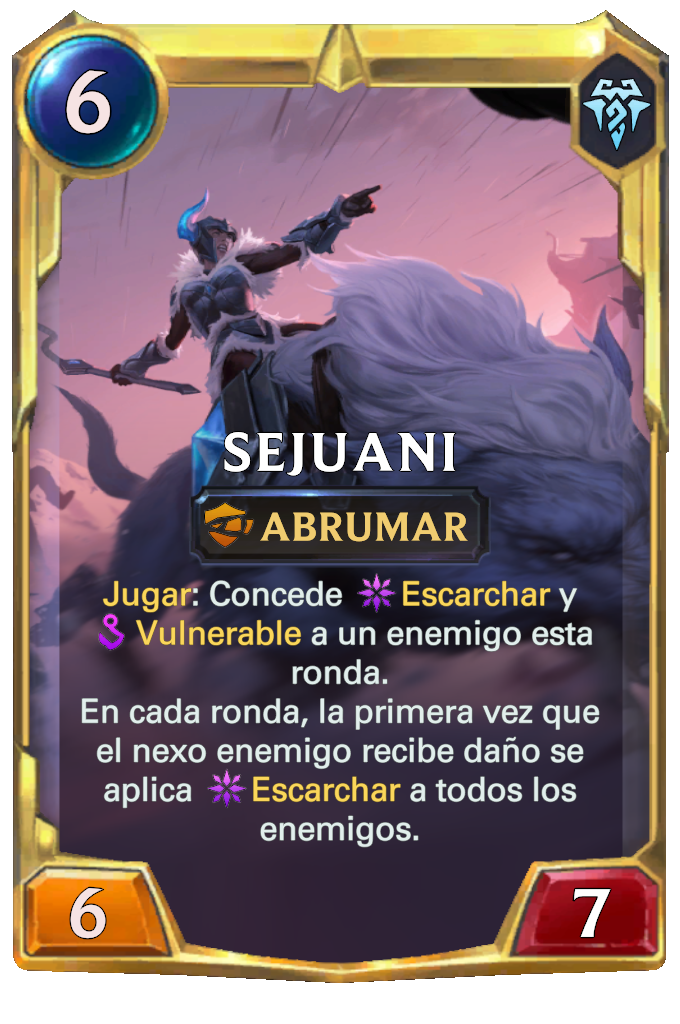 6
SEJUANI
ABRUMAR
Jugar: Concede Escarchar y
Vulnerable a un enemigo esta
ronda.
En cada ronda, la primera vez que
el nexo enemigo recibe daño se
aplica Escarchar a todos los
enemigos.
6
7